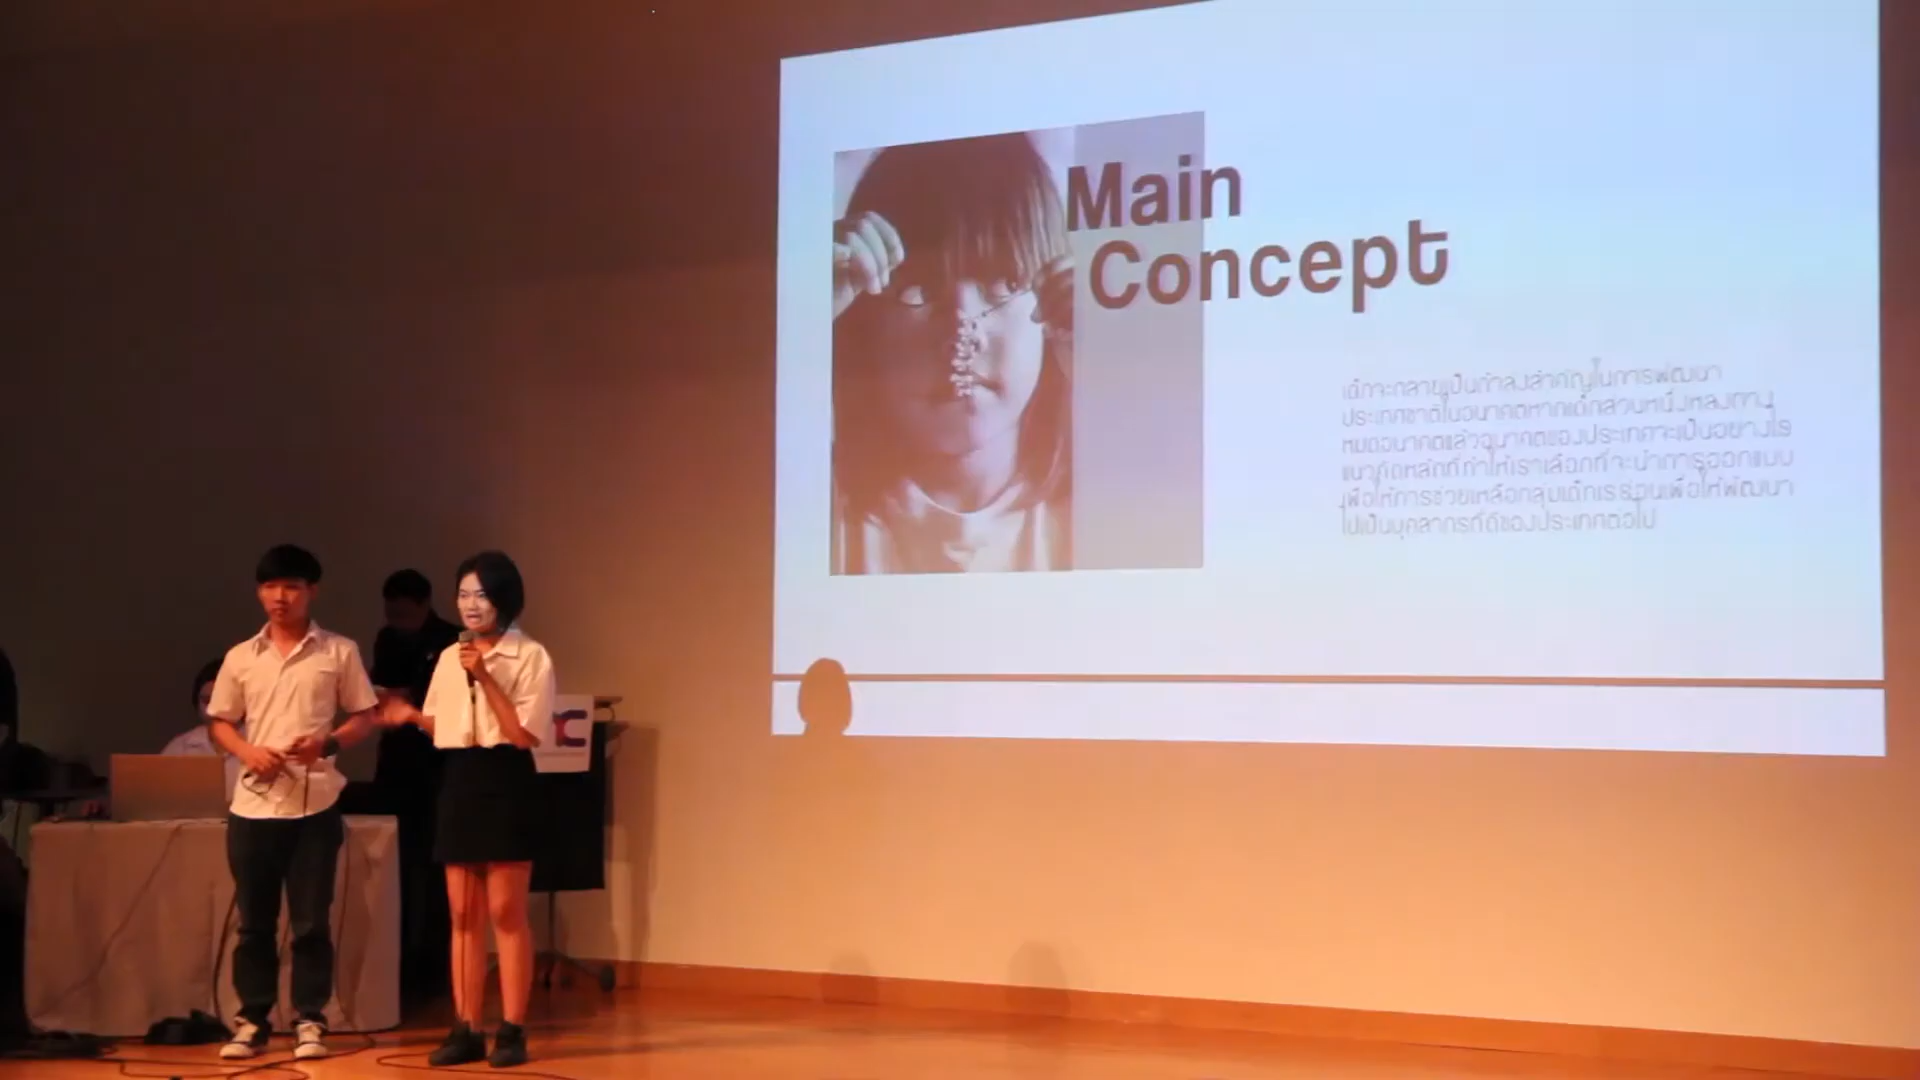 Main
Concept
เด็กจะกลายเป็นกำลังสำคัญในการพัฒนา
ประเทศชาติในอนาคตหากเด็กส่วนหนึ่งหลงทาง
หมดอนาคตแล้วอนาคตของประเทศจะเป็นอย่างไร
แนวคิดหลักที่ทำให้เราเลือกที่จะนำการออกแบบ
เพื่อให้การช่วยเหลือกลุ่มเด็กเร่ร่อนเพื่อให้พัฒนา
ไปเป็นบุคลากรที่ดีของประเทศต่อไป